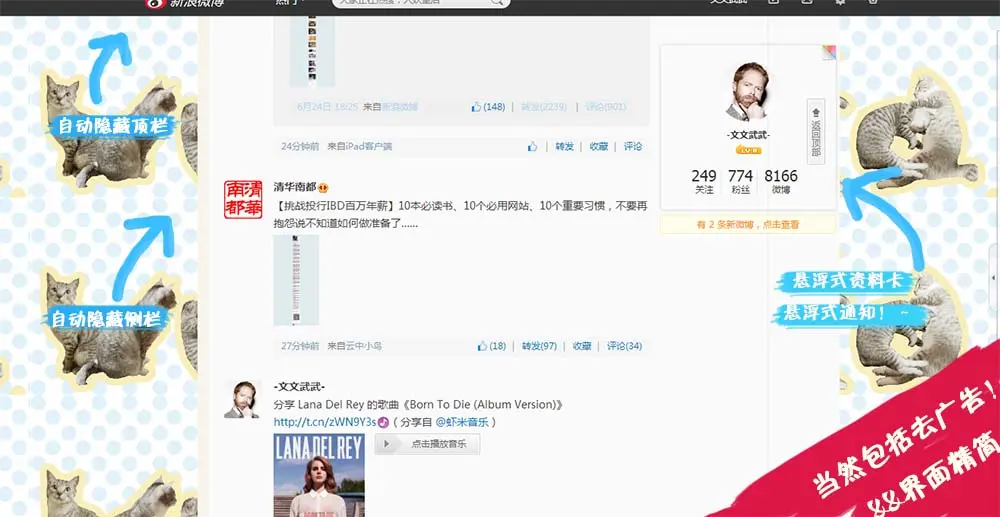 新浪微博
热门
文文武武
6月24日 18:25 来自新浪微博
(148) | 转发(2239) | 评论(901)
24分钟前 来自iPad客户端
转发 | 收藏 | 评论
自动隐藏顶栏
清华南都
南清
都華
【挑战投行IBD百万年薪】10本必读书、10个必用网站、10个重要习惯，不要再
抱怨说不知道如何做准备了......
27分钟前 来自云中小鸟
(18) | 转发(97) | 收藏 | 评论(34)
自动隐藏侧栏
-文文武武-
分享 Lana Del Rey 的歌曲《Born To Die (Album Version)》
http://t.cn/zWN9Y3s（分享自 @虾米音乐）
LANA DEL REY
点击播放音乐
-文文武武-
249 774 8166
关注 粉丝 微博
返回顶部
有 2 条新微博，点击查看
悬浮式资料卡
悬浮式通知！~
当然包括去广告！
&&界面精简